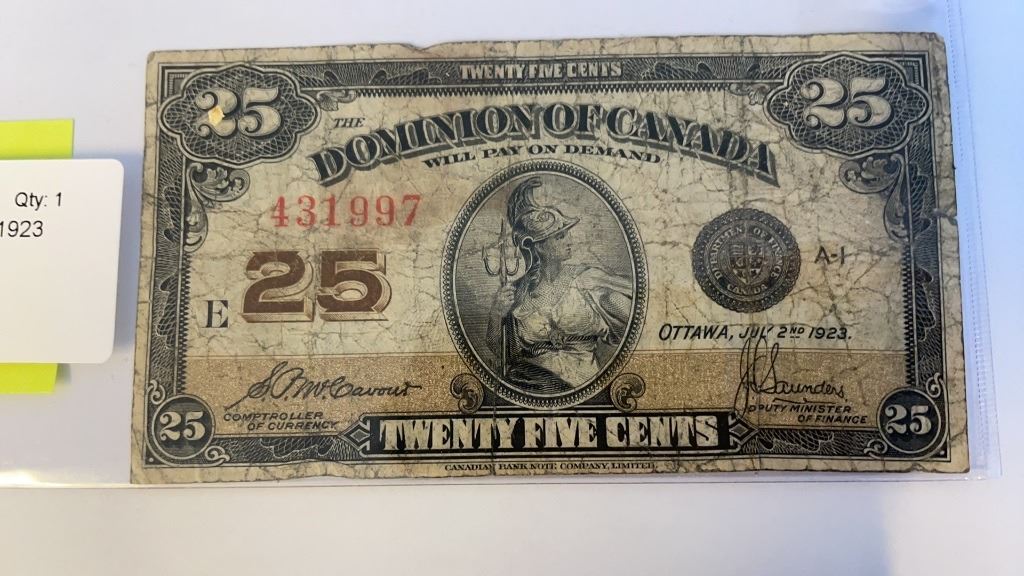 Qty: 1
1923
TWENTY FIVE CENTS
25
25
THE
DOMINION OF CANADA
WILL PAY ON DEMAND
431997
E
25
A-1
OTTAWA, JULY 2ND 1923.
COMPTROLLER
OF CURRENCY
Saunders
DEPUTY MINISTER
OF FINANCE
25
TWENTY FIVE CENTS
25
CANADIAN BANK NOTE COMPANY, LIMITED